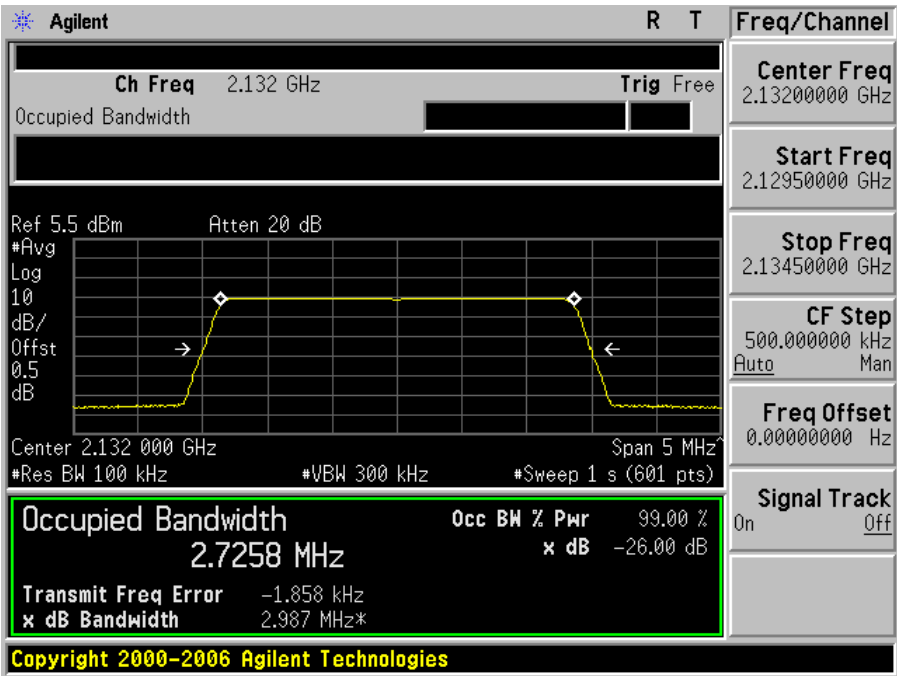 Agilent R T
Freq/Channel
Ch Freq 2.132 GHz Trig Free
Occupied Bandwidth
Center Freq
2.13200000 GHz
Start Freq
2.12950000 GHz
Stop Freq
2.13450000 GHz
CF Step
500.000000 kHz
Auto Man
Freq Offset
0.00000000 Hz
Signal Track
On Off
Ref 5.5 dBm Atten 20 dB
#Avg
Log
10
dB/
Offst
0.5
dB
Center 2.132 000 GHz Span 5 MHz^
#Res BW 100 kHz #VBW 300 kHz #Sweep 1 s (601 pts)
Occupied Bandwidth Occ BW % Pwr 99.00 %
2.7258 MHz x dB -26.00 dB
Transmit Freq Error -1.858 kHz
x dB Bandwidth 2.987 MHz*
Copyright 2000-2006 Agilent Technologies